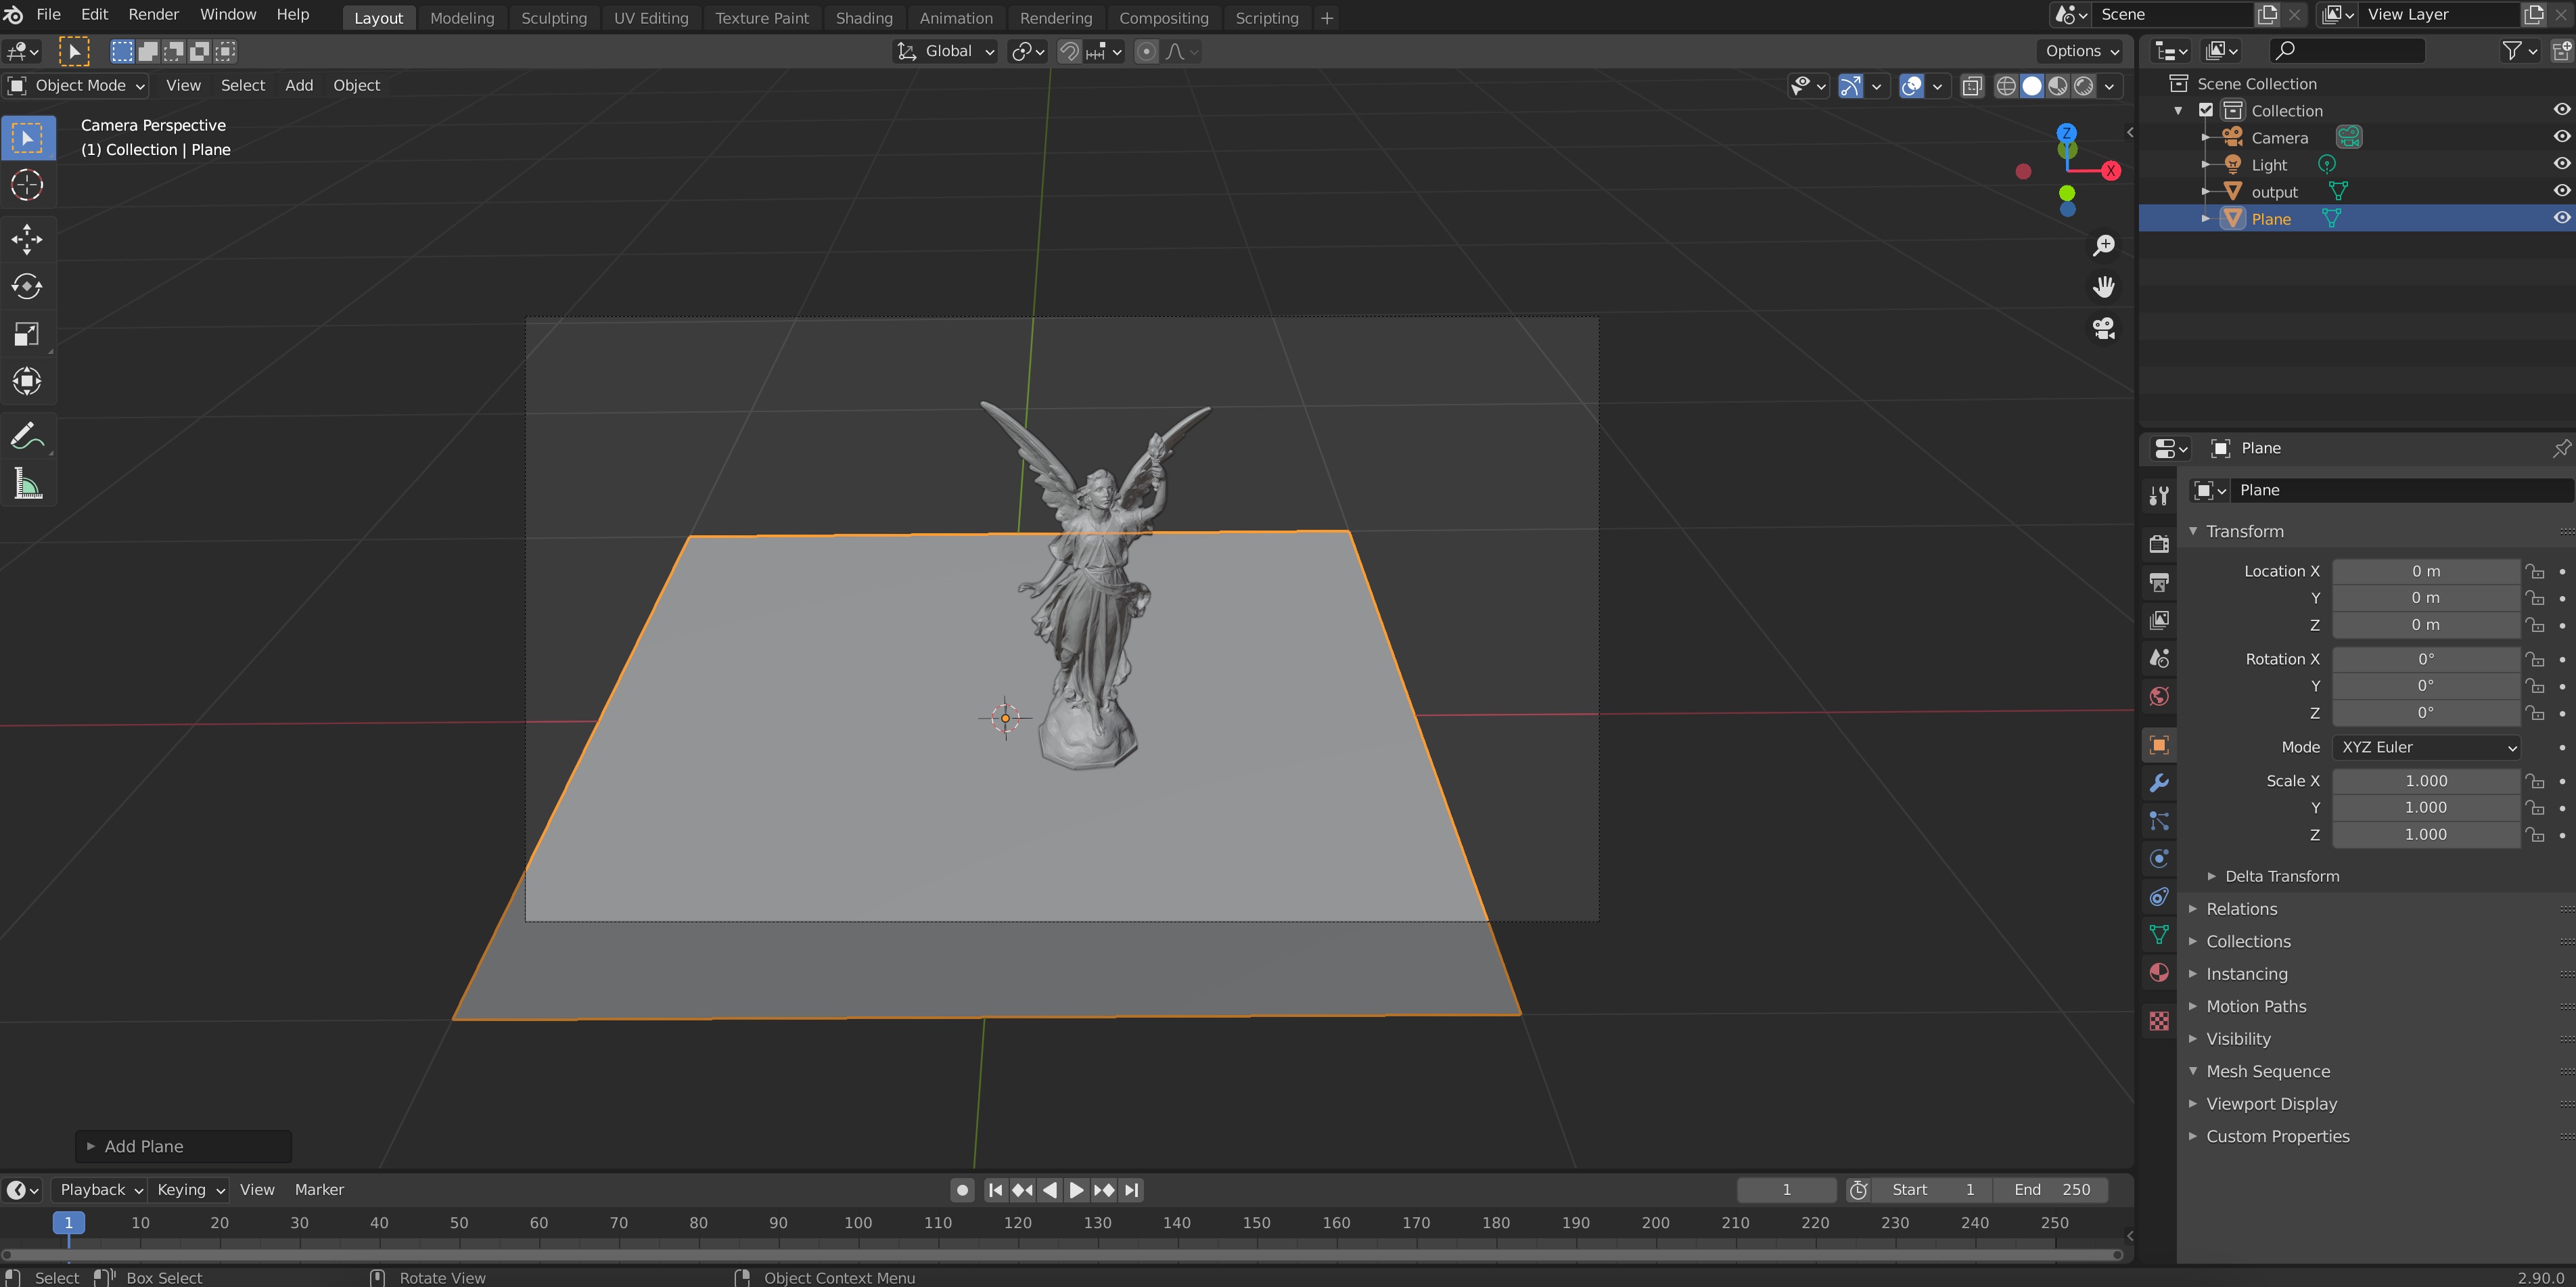 File Edit Render Window Help Layout Modeling Sculpting UV Editing Texture Paint Shading Animation Rendering Compositing Scripting + Scene View Layer
Global Options
Object Mode View Select Add Object
Camera Perspective
(1) Collection | Plane
Z
X
Scene Collection
Collection
Camera
Light
output
Plane
Plane
Plane
Transform
Location X 0 m
Y 0 m
Z 0 m
Rotation X 0°
Y 0°
Z 0°
Mode XYZ Euler
Scale X 1.000
Y 1.000
Z 1.000
Delta Transform
Relations
Collections
Instancing
Motion Paths
Visibility
Mesh Sequence
Viewport Display
Custom Properties
Add Plane
Playback Keying View Marker 1 Start 1 End 250
1 10 20 30 40 50 60 70 80 90 100 110 120 130 140 150 160 170 180 190 200 210 220 230 240 250
Select Box Select Rotate View Object Context Menu 2.90.0